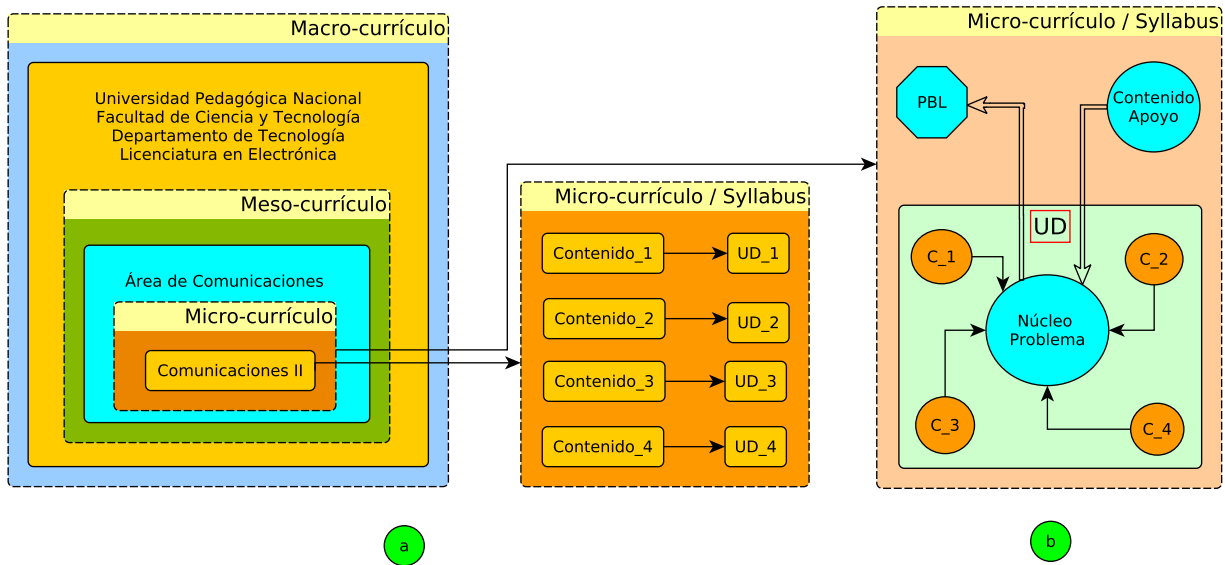 Macro-currículo
Universidad Pedagógica Nacional
Facultad de Ciencia y Tecnología
Departamento de Tecnología
Licenciatura en Electrónica
Meso-currículo
Área de Comunicaciones
Micro-currículo
Comunicaciones II
Micro-currículo / Syllabus
Contenido_1
UD_1
Contenido_2
UD_2
Contenido_3
UD_3
Contenido_4
UD_4
a
Micro-currículo / Syllabus
PBL
Contenido
Apoyo
UD
C_1
C_2
Núcleo
Problema
C_3
C_4
b